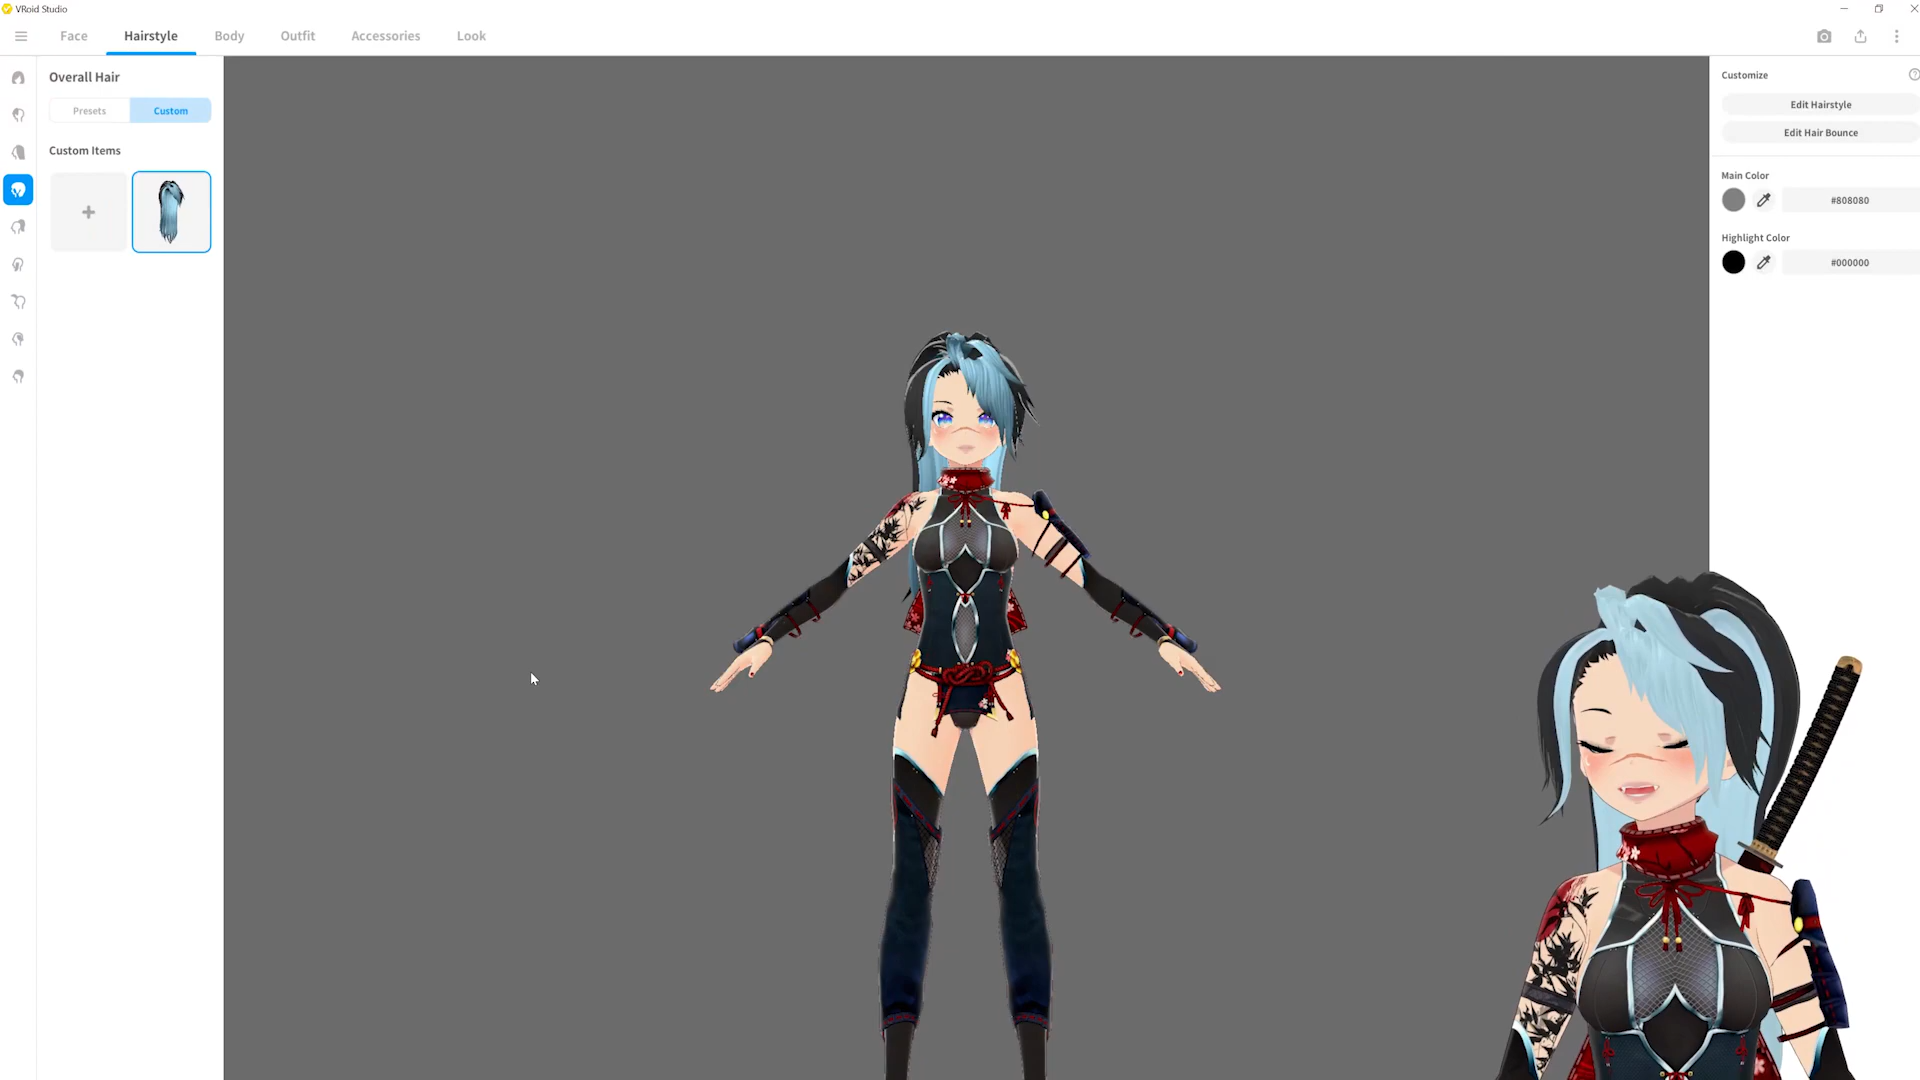 VRoid Studio
Face
Hairstyle
Body
Outfit
Accessories
Look
Overall Hair
Presets
Custom
Custom Items
Customize
Edit Hairstyle
Edit Hair Bounce
Main Color
#808080
Highlight Color
#000000